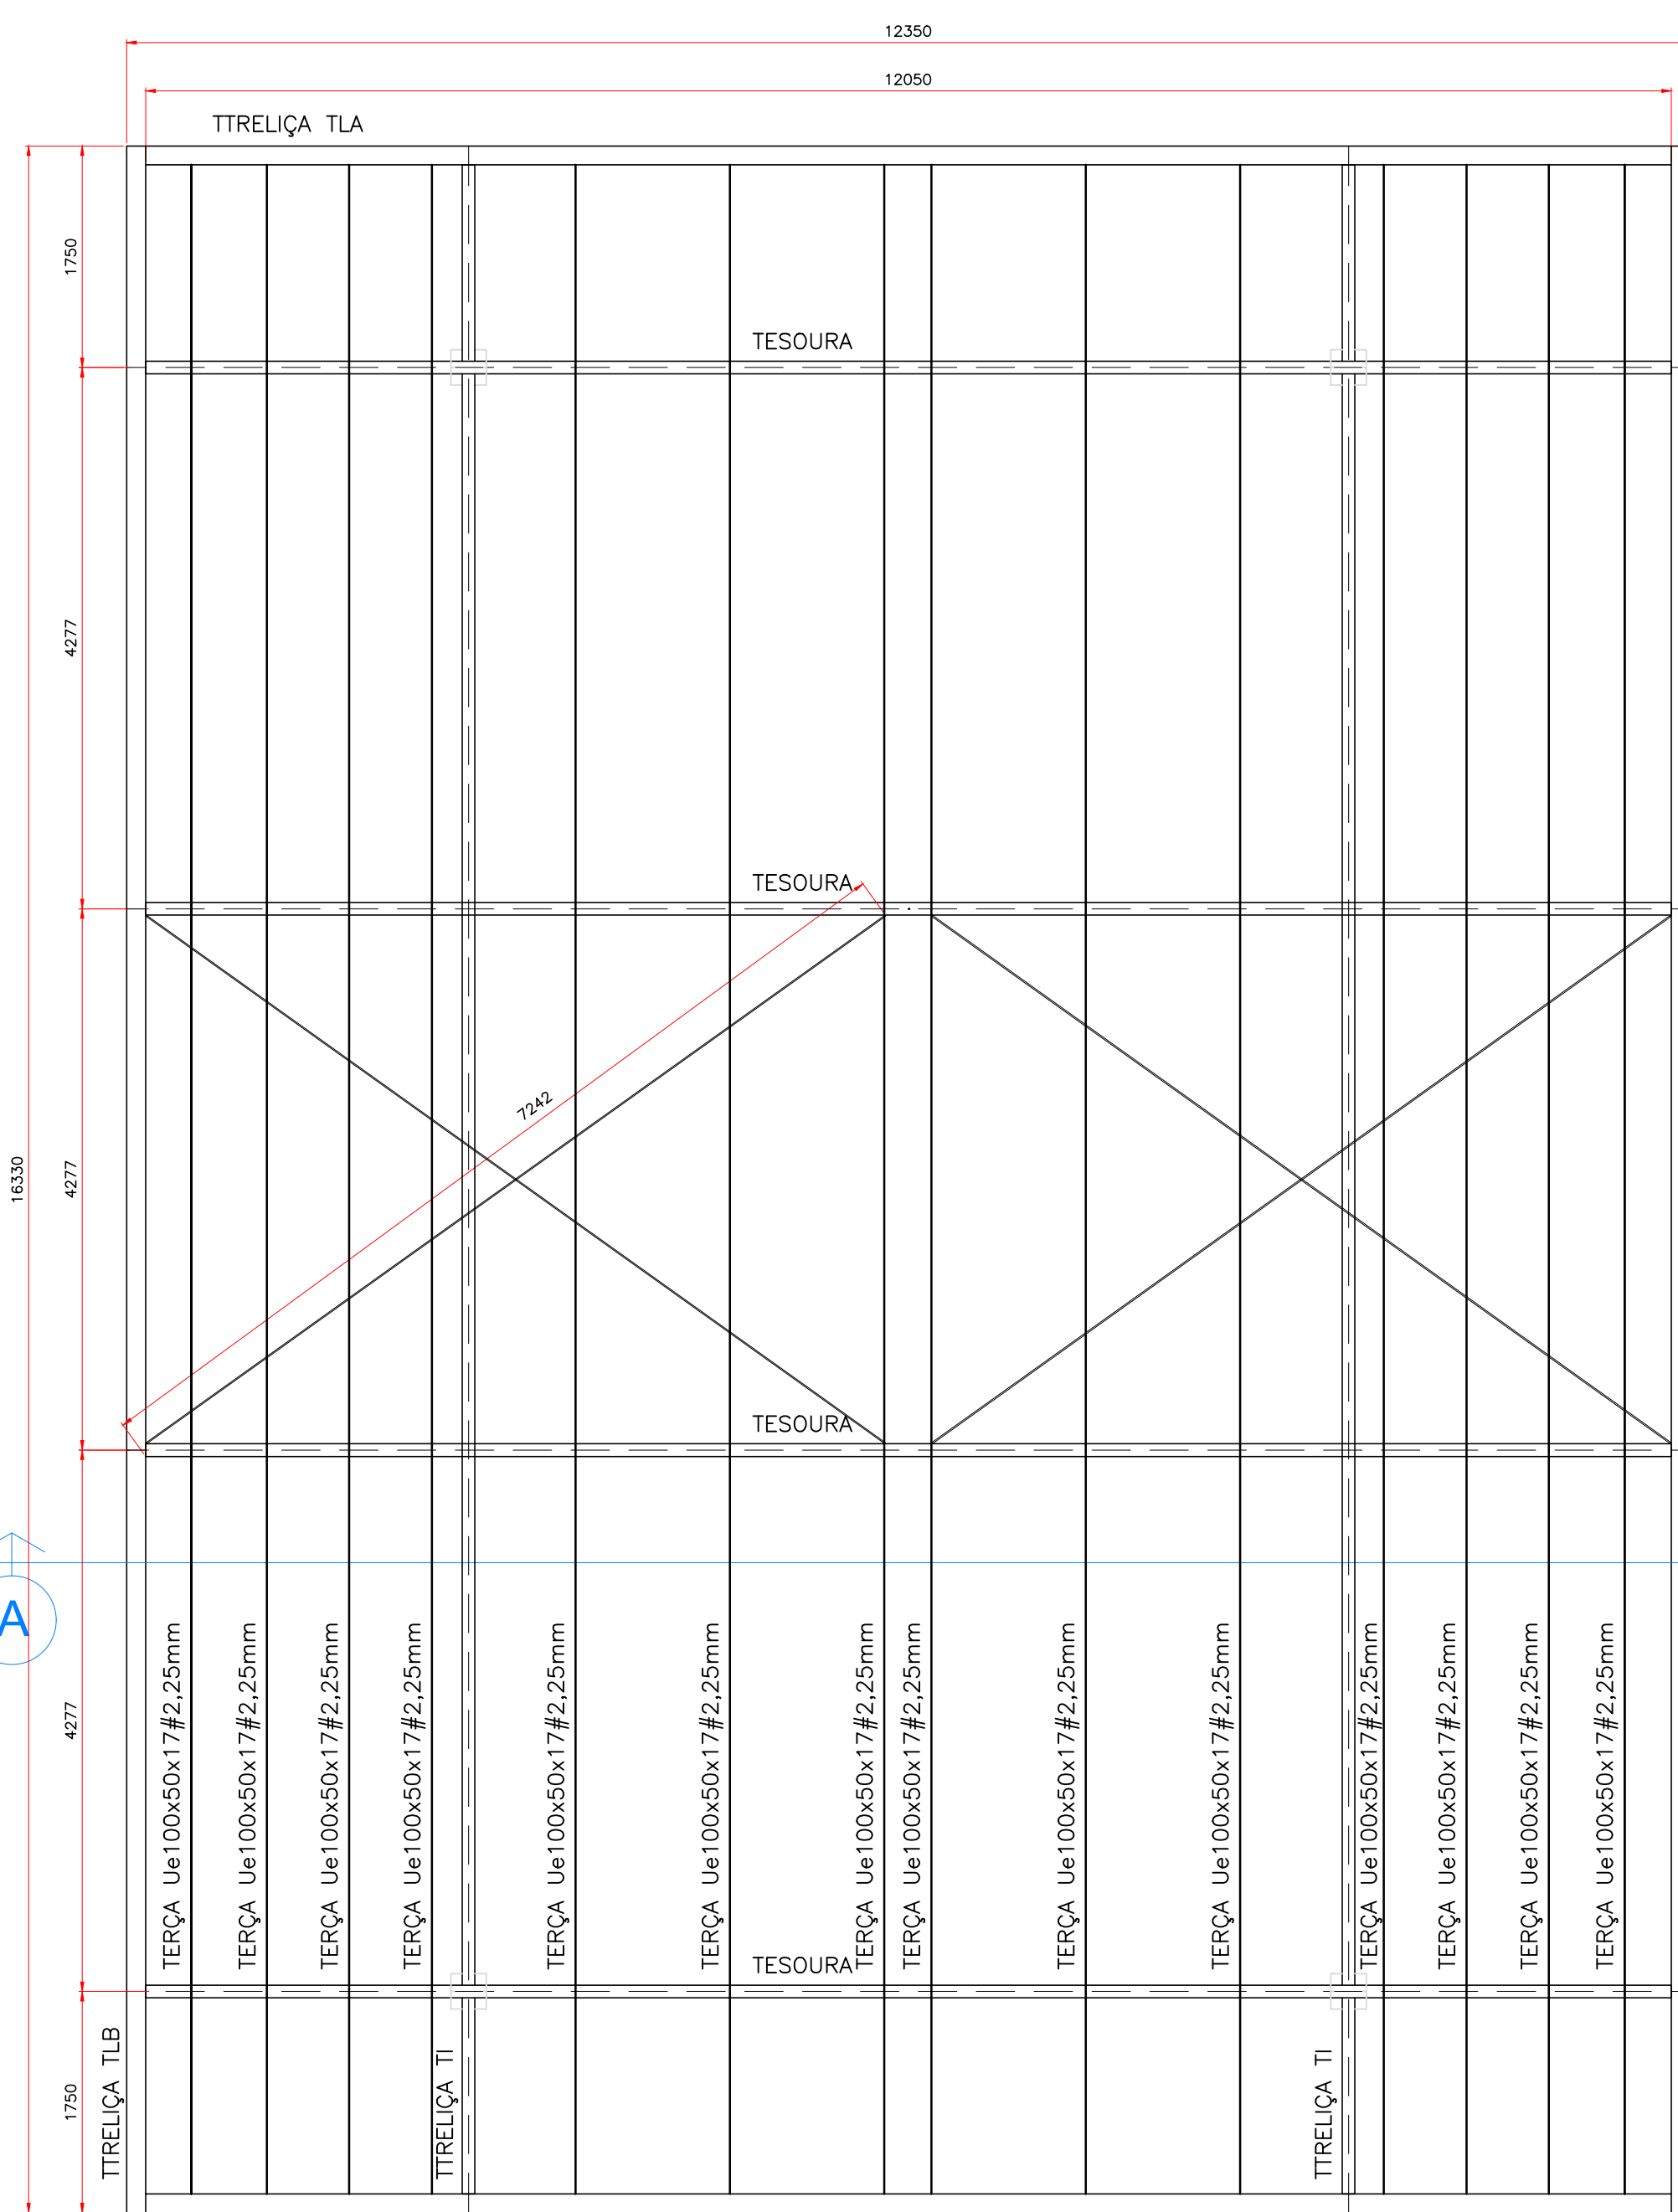 12350
12050
TTRELIÇA TLA
1750
TESOURA
4277
TESOURA
7242
16330
4277
TESOURA
A
4277
TERÇA Ue100x50x17#2,25mm
TERÇA Ue100x50x17#2,25mm
TERÇA Ue100x50x17#2,25mm
TERÇA Ue100x50x17#2,25mm
TERÇA Ue100x50x17#2,25mm
TERÇA Ue100x50x17#2,25mm
TERÇA Ue100x50x17#2,25mm
TERÇA Ue100x50x17#2,25mm
TERÇA Ue100x50x17#2,25mm
TERÇA Ue100x50x17#2,25mm
TERÇA Ue100x50x17#2,25mm
TERÇA Ue100x50x17#2,25mm
TERÇA Ue100x50x17#2,25mm
TERÇA Ue100x50x17#2,25mm
TESOURA
1750
TTRELIÇA TLB
TTRELIÇA TI
TTRELIÇA TI